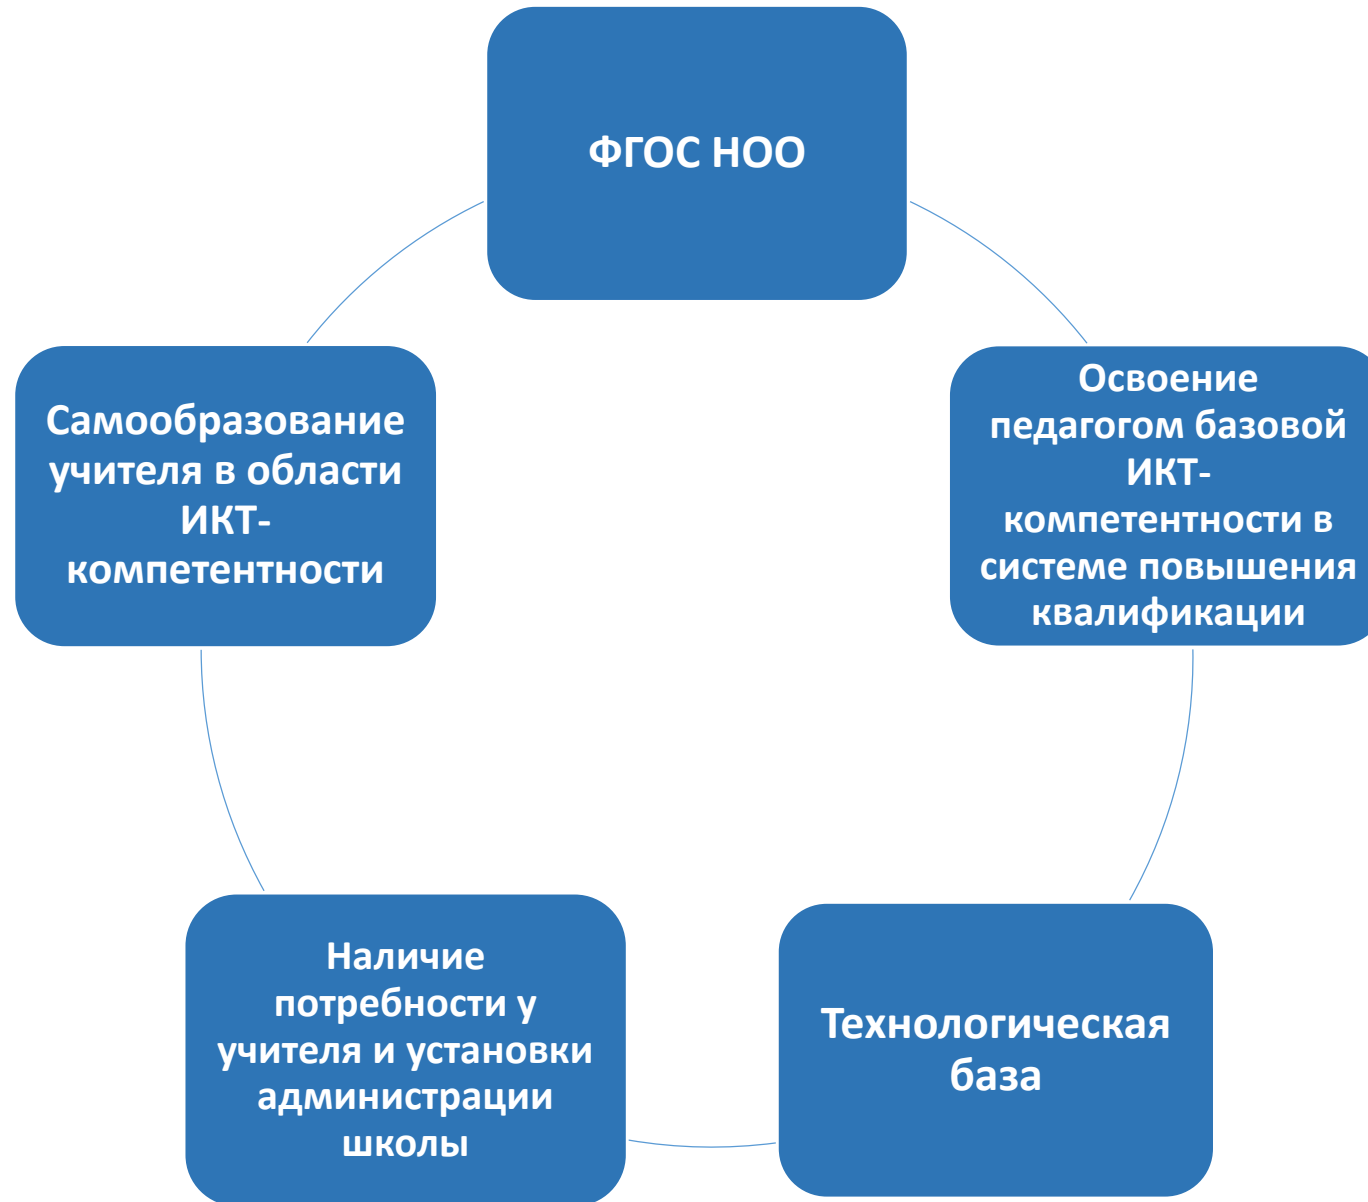 ФГОС НОО
Самообразование
учителя в области
ИКТ-
компетентности
Освоение
педагогом базовой
ИКТ-
компетентности в
системе повышения
квалификации
Наличие
потребности у
учителя и установки
администрации
школы
Технологическая
база